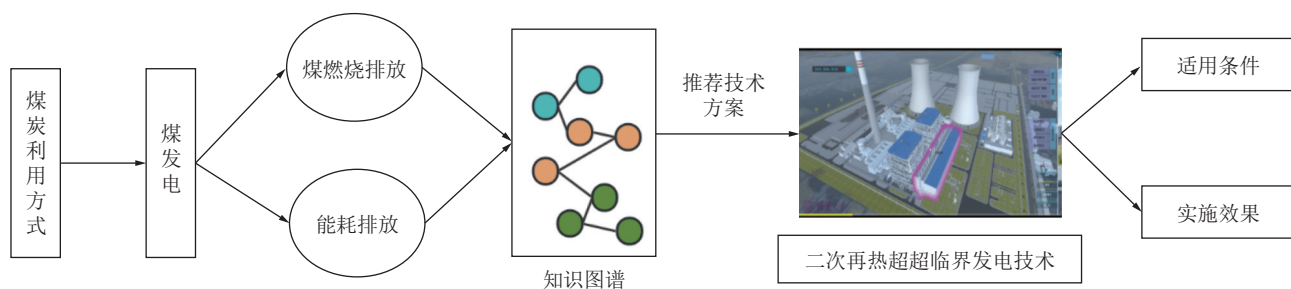 煤炭利用方式
煤发电
煤燃烧排放
能耗排放
知识图谱
推荐技术
方案
二次再热超超临界发电技术
适用条件
实施效果